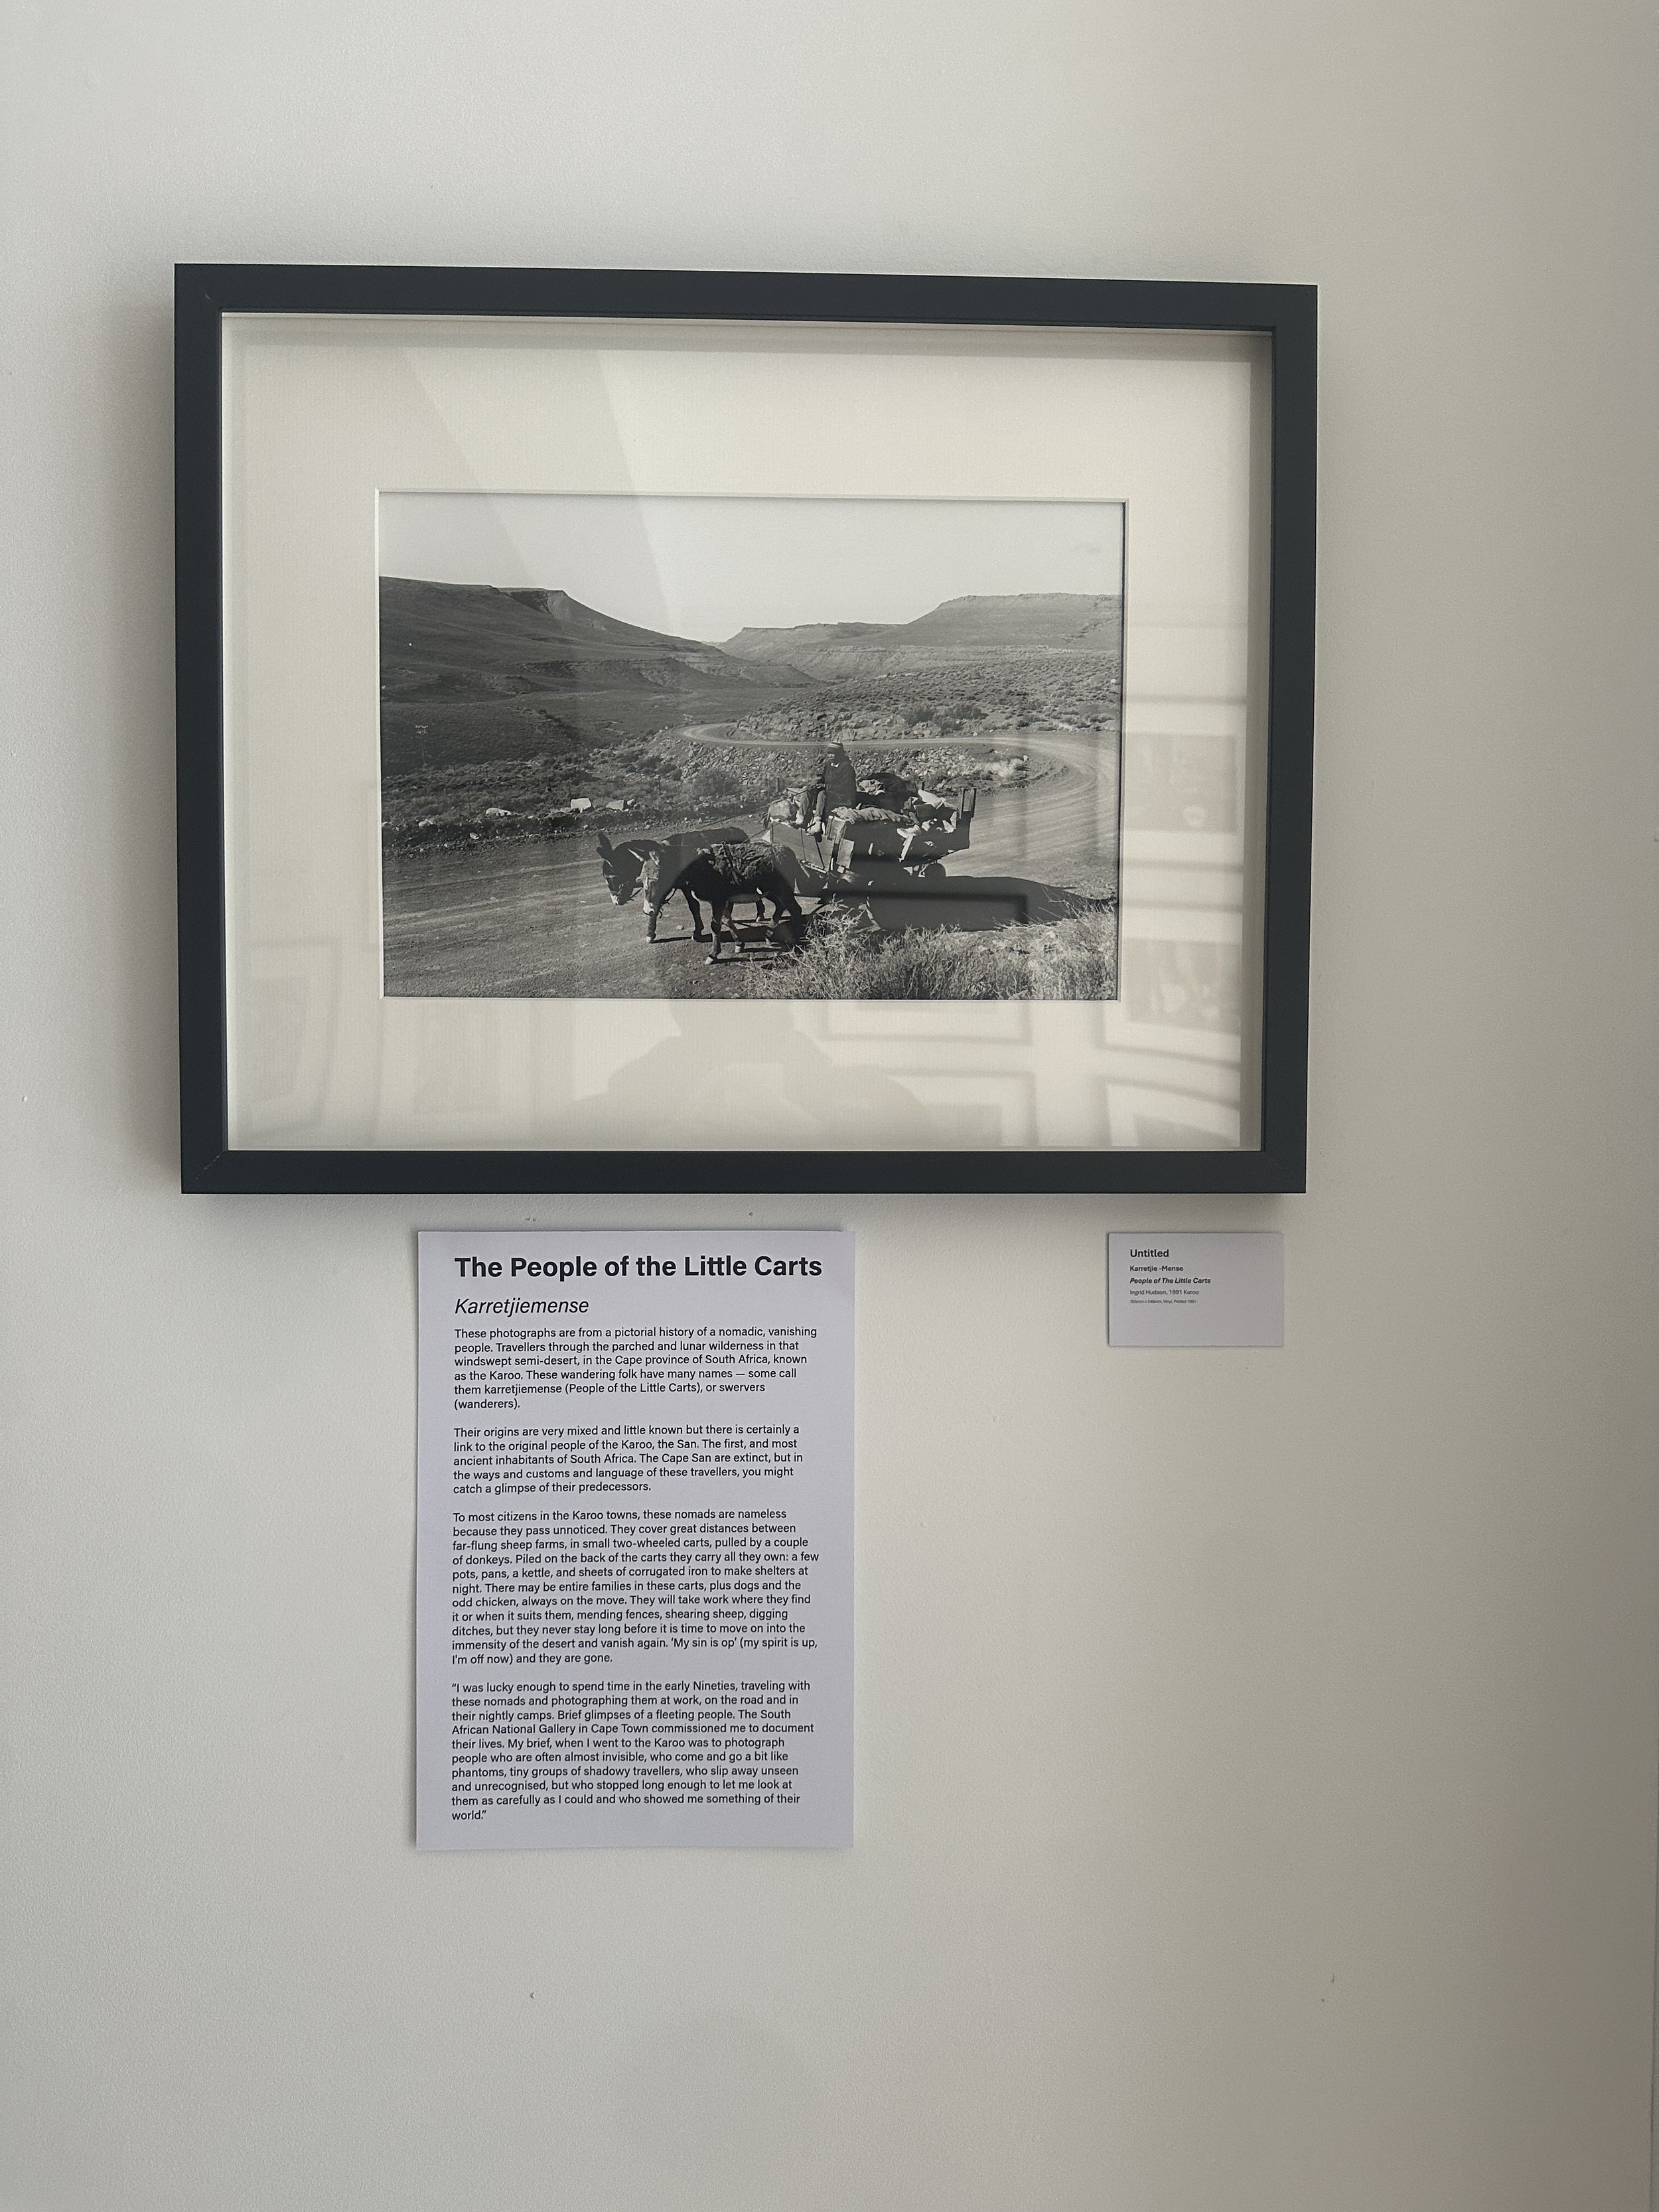 The People of the Little Carts
Karretjiemense
These photographs are from a pictorial history of a nomadic, vanishing
people. Travellers through the parched and lunar wilderness in that
windswept semi-desert, in the Cape province of South Africa, known
as the Karoo. These wandering folk have many names — some call
them karretjiemense (People of the Little Carts), or swervers
(wanderers).
Their origins are very mixed and little known but there is certainly a
link to the original people of the Karoo, the San. The first, and most
ancient inhabitants of South Africa. The Cape San are extinct, but in
the ways and customs and language of these travellers, you might
catch a glimpse of their predecessors.
To most citizens in the Karoo towns, these nomads are nameless
because they pass unnoticed. They cover great distances between
far-flung sheep farms, in small two-wheeled carts, pulled by a couple
of donkeys. Piled on the back of the carts they carry all they own: a few
pots, pans, a kettle, and sheets of corrugated iron to make shelters at
night. There may be entire families in these carts, plus dogs and the
odd chicken, always on the move. They will take work where they find
it or when it suits them, mending fences, shearing sheep, digging
ditches, but they never stay long before it is time to move on into the
immensity of the desert and vanish again. 'My sin is op' (my spirit is up,
I'm off now) and they are gone.
"I was lucky enough to spend time in the early Nineties, traveling with
these nomads and photographing them at work, on the road and in
their nightly camps. Brief glimpses of a fleeting people. The South
African National Gallery in Cape Town commissioned me to document
their lives. My brief, when I went to the Karoo was to photograph
people who are often almost invisible, who come and go a bit like
phantoms, tiny groups of shadowy travellers, who slip away unseen
and unrecognised, but who stopped long enough to let me look at
them as carefully as I could and who showed me something of their
world."
Untitled
Karretjie -Mense
People of The Little Carts
Ingrid Hudson, 1991 Karoo
Vinyl, Printed 1991